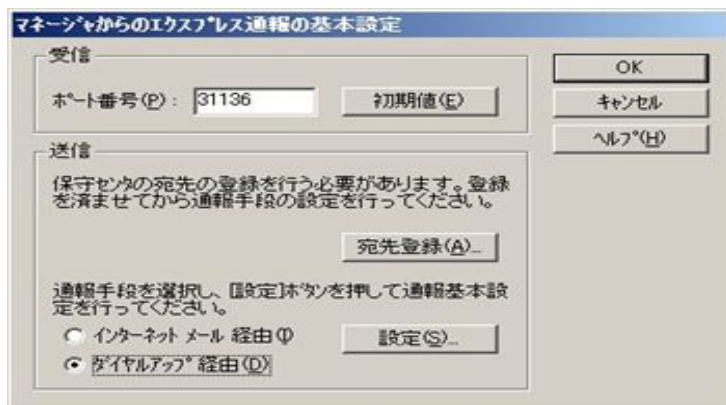 マネージャからのエクスプレス通報の基本設定
受信
ポート番号(P): 31136 初期値(E)
OK
キャンセル
ヘルプ(H)
送信
保守センタの宛先の登録を行う必要があります。登録
を済ませてから通報手段の設定を行ってください。
宛先登録(A)...
通報手段を選択し、[設定]ボタンを押して通報基本設
定を行ってください。
インターネット メール 経由(I)
設定(S)...
ダイヤルアップ 経由(D)